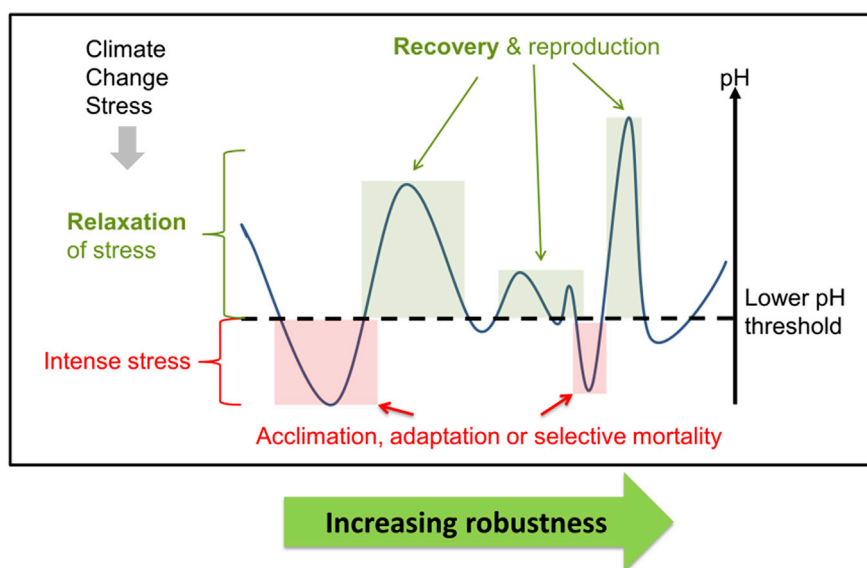 Climate
Change
Stress
Recovery & reproduction
pH
Relaxation
of stress
Lower pH
threshold
Intense stress
Acclimation, adaptation or selective mortality
Increasing robustness